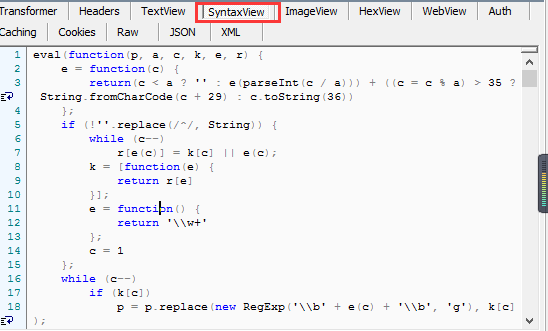 Transformer Headers TextView SyntaxView ImageView HexView WebView Auth
Caching Cookies Raw JSON XML
1 eval(function(p, a, c, k, e, r) {
2 e = function(c) {
3 return(c < a ? '' : e(parseInt(c / a))) + ((c = c % a) > 35 ?
String.fromCharCode(c + 29) : c.toString(36))
4 };
5 if (!''.replace(/^/, String)) {
6 while (c--)
7 r[e(c)] = k[c] || e(c);
8 k = [function(e) {
9 return r[e]
10 }];
11 e = function() {
12 return '\\w+'
13 };
14 c = 1
15 };
16 while (c--)
17 if (k[c])
18 p = p.replace(new RegExp('\\b' + e(c) + '\\b', 'g'), k[c]
);